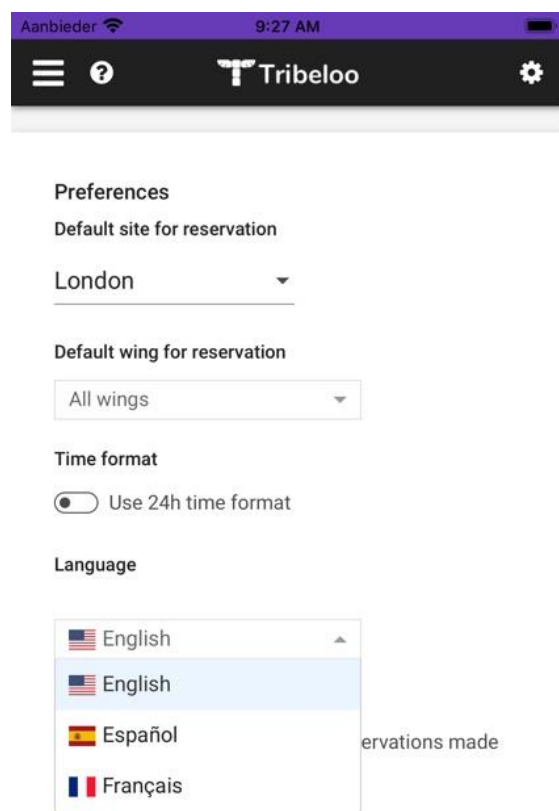 Aanbieder 9:27 AM
Tribeloo
Preferences
Default site for reservation
London
Default wing for reservation
All wings
Time format
Use 24h time format
Language
English
English
Español
ervations made
Français